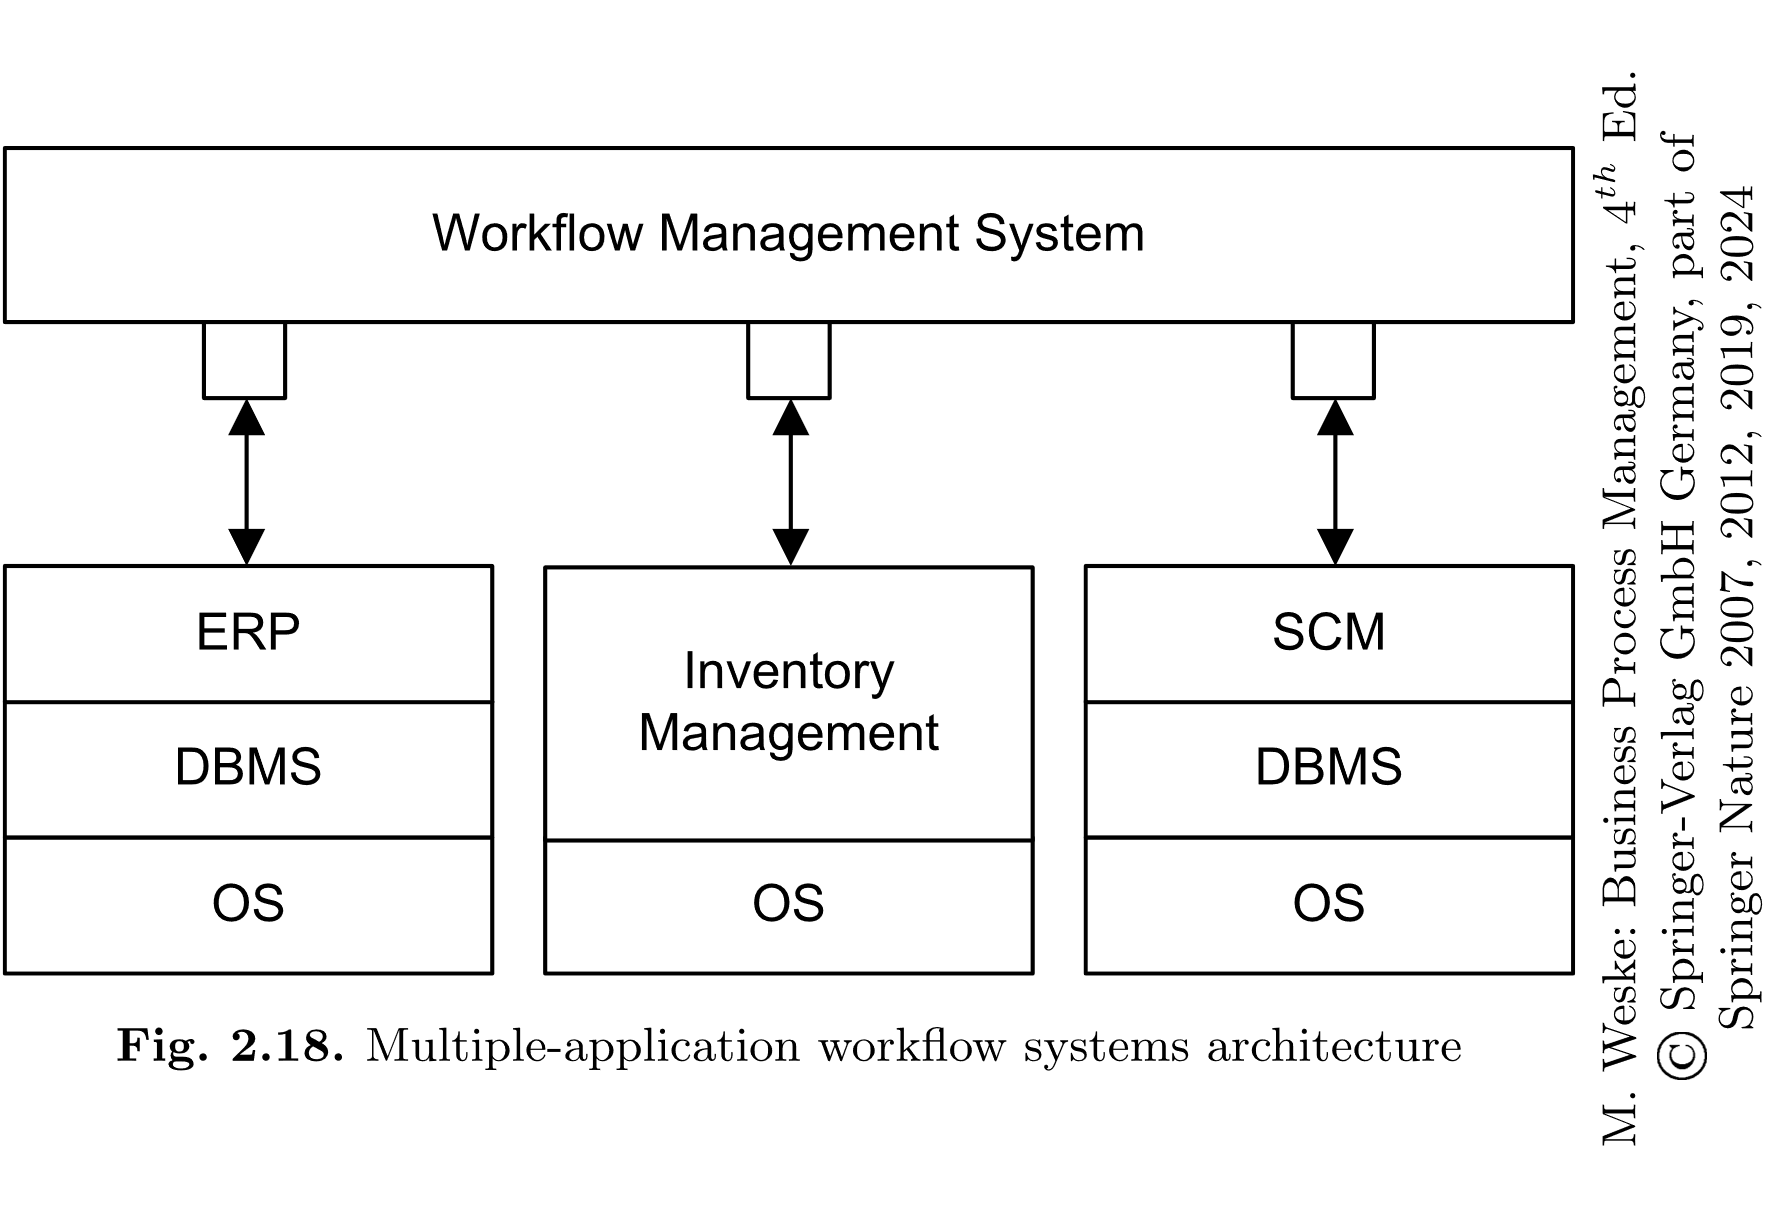 Workflow Management System
ERP
DBMS
OS
Inventory
Management
OS
SCM
DBMS
OS
Fig. 2.18. Multiple-application workflow systems architecture
M. Weske: Business Process Management, 4th Ed.
© Springer-Verlag GmbH Germany, part of
Springer Nature 2007, 2012, 2019, 2024